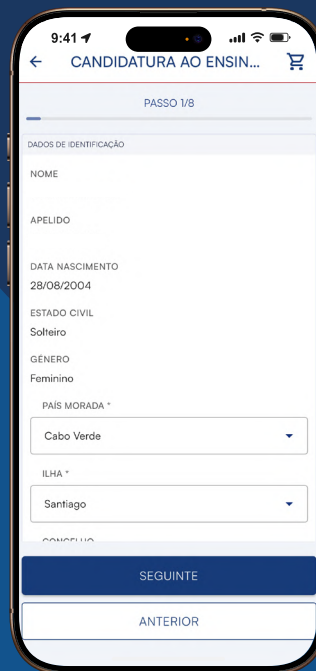 9:41
CANDIDATURA AO ENSIN...
PASSO 1/8
DADOS DE IDENTIFICAÇÃO
NOME
APELIDO
DATA NASCIMENTO
28/08/2004
ESTADO CIVIL
Solteiro
GÉNERO
Feminino
PAÍS MORADA *
Cabo Verde
ILHA *
Santiago
CONCELHO
SEGUINTE
ANTERIOR